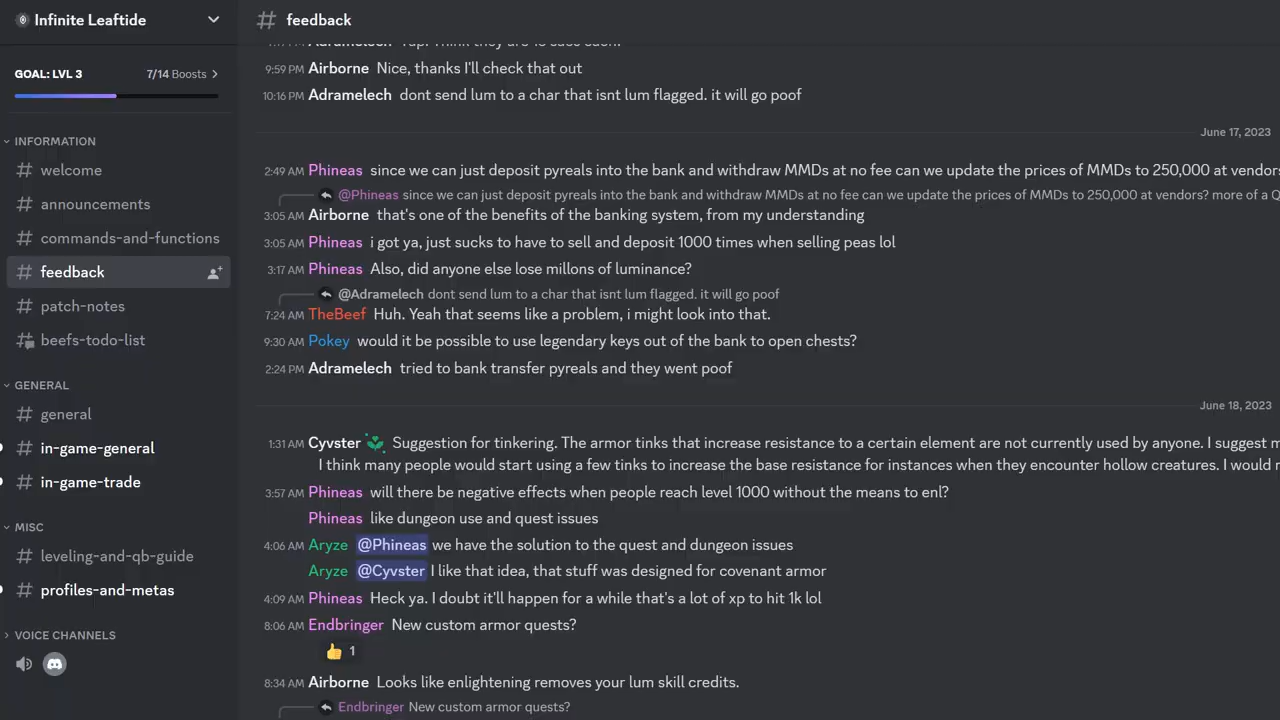 Infinite Leaftide
GOAL: LVL 3
7/14 Boosts
INFORMATION
welcome
announcements
commands-and-functions
feedback
patch-notes
beefs-todo-list
GENERAL
general
in-game-general
in-game-trade
MISC
leveling-and-qb-guide
profiles-and-metas
VOICE CHANNELS
feedback
9:59 PM Airborne Nice, thanks I'll check that out
10:16 PM Adramelech dont send lum to a char that isnt lum flagged. it will go poof
June 17, 2023
2:49 AM Phineas since we can just deposit pyreals into the bank and withdraw MMDs at no fee can we update the prices of MMDs to 250,000 at vendors
@Phineas since we can just deposit pyreals into the bank and withdraw MMDs at no fee can we update the prices of MMDs to 250,000 at vendors? more of a
3:05 AM Airborne that's one of the benefits of the banking system, from my understanding
3:05 AM Phineas i got ya, just sucks to have to sell and deposit 1000 times when selling peas lol
3:17 AM Phineas Also, did anyone else lose millons of luminance?
@Adramelech dont send lum to a char that isnt lum flagged. it will go poof
7:24 AM TheBeef Huh. Yeah that seems like a problem, i might look into that.
9:30 AM Pokey would it be possible to use legendary keys out of the bank to open chests?
2:24 PM Adramelech tried to bank transfer pyreals and they went poof
June 18, 2023
1:31 AM Cyvster Suggestion for tinkering. The armor tinks that increase resistance to a certain element are not currently used by anyone. I suggest
I think many people would start using a few tinks to increase the base resistance for instances when they encounter hollow creatures. I would
3:57 AM Phineas will there be negative effects when people reach level 1000 without the means to enl?
Phineas like dungeon use and quest issues
4:06 AM Aryze @Phineas we have the solution to the quest and dungeon issues
Aryze @Cyvster I like that idea, that stuff was designed for covenant armor
4:09 AM Phineas Heck ya. I doubt it'll happen for a while that's a lot of xp to hit 1k lol
8:06 AM Endbringer New custom armor quests?
👍 1
8:34 AM Airborne Looks like enlightening removes your lum skill credits.
Endbringer New custom armor quests?